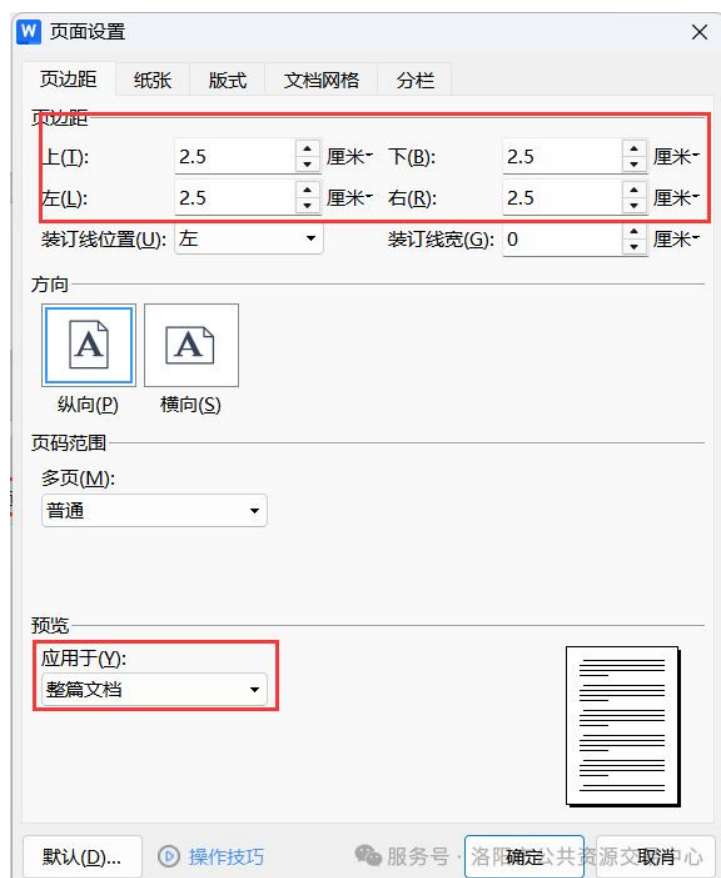 W 页面设置
页边距 纸张 版式 文档网格 分栏
页边距
上(T): 2.5 厘米 下(B): 2.5 厘米
左(L): 2.5 厘米 右(R): 2.5 厘米
装订线位置(U): 左 装订线宽(G): 0 厘米
方向
A A
纵向(P) 横向(S)
页码范围
多页(M):
普通
预览
应用于(Y):
整篇文档
默认(D)... 操作技巧 确定 取消
服务号 · 洛阳 公共资源交 中心